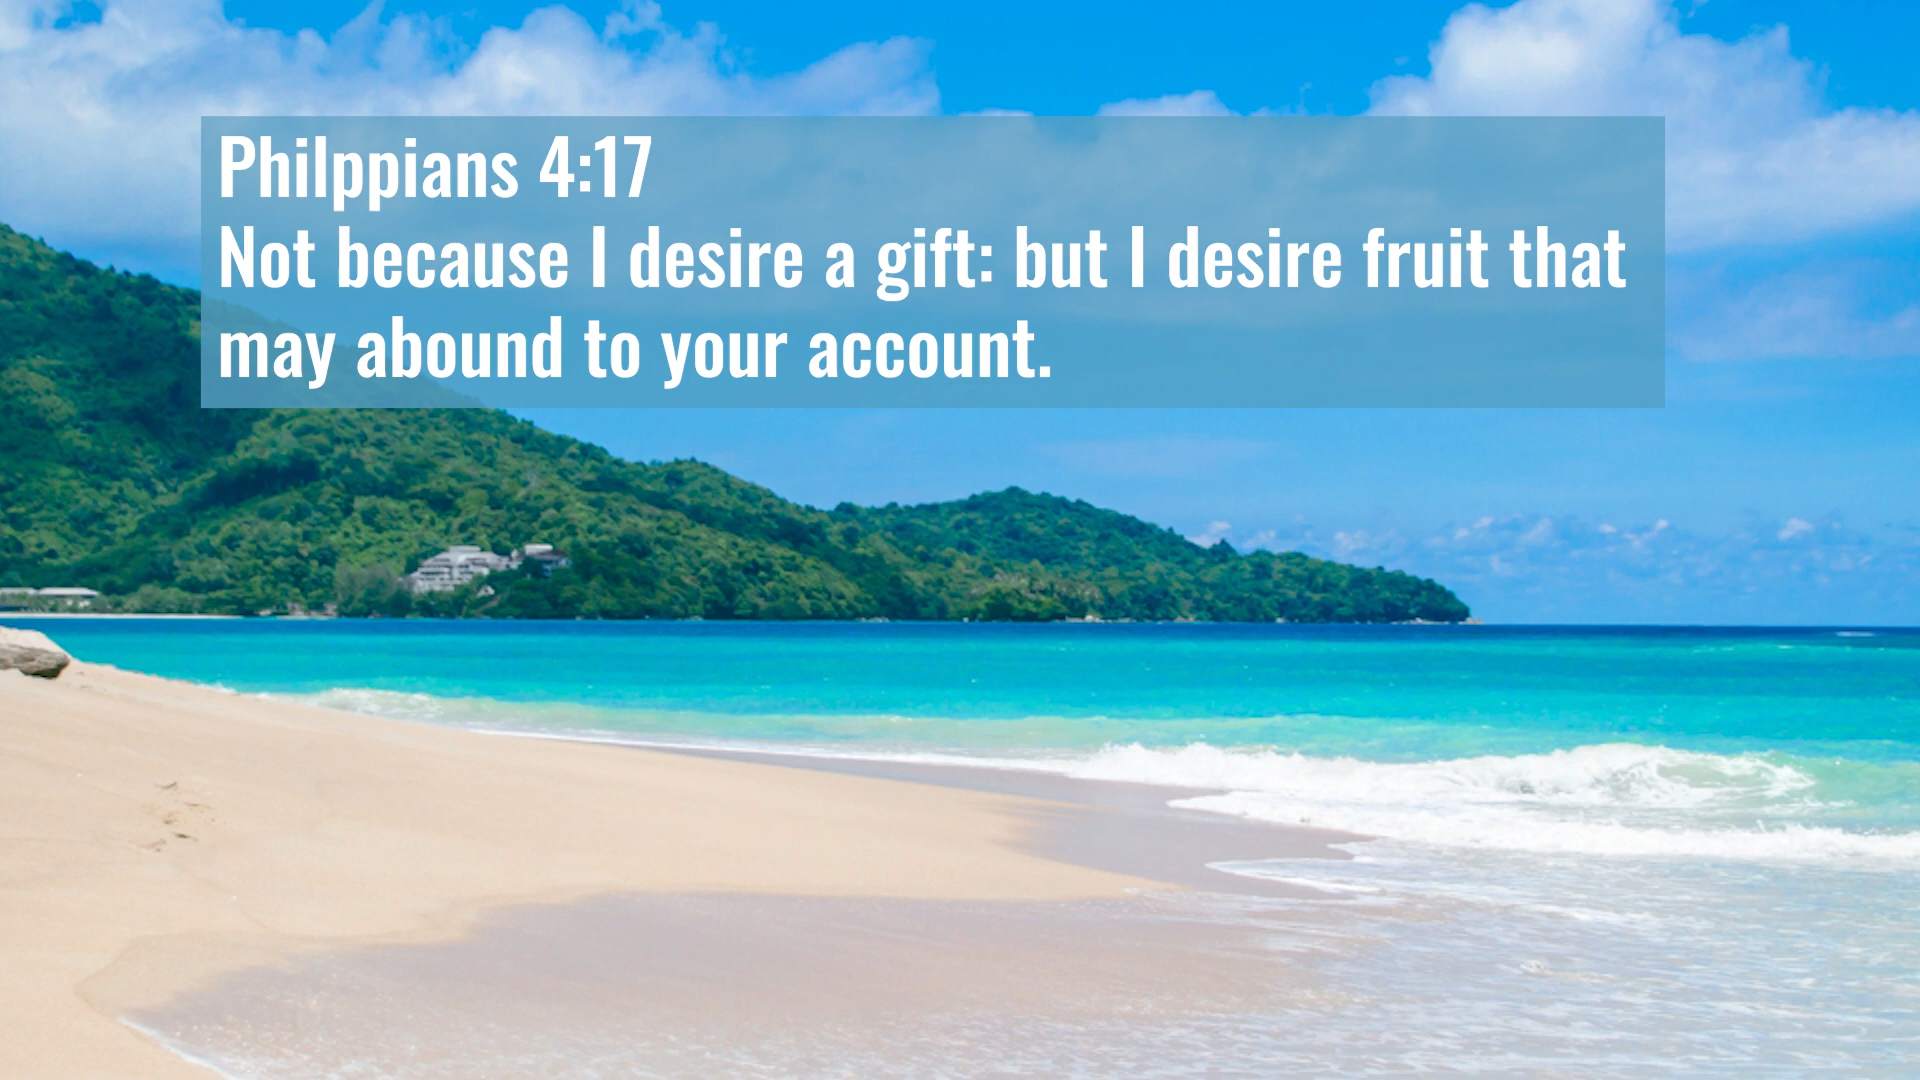 Philppians 4:17
Not because I desire a gift: but I desire fruit that
may abound to your account.